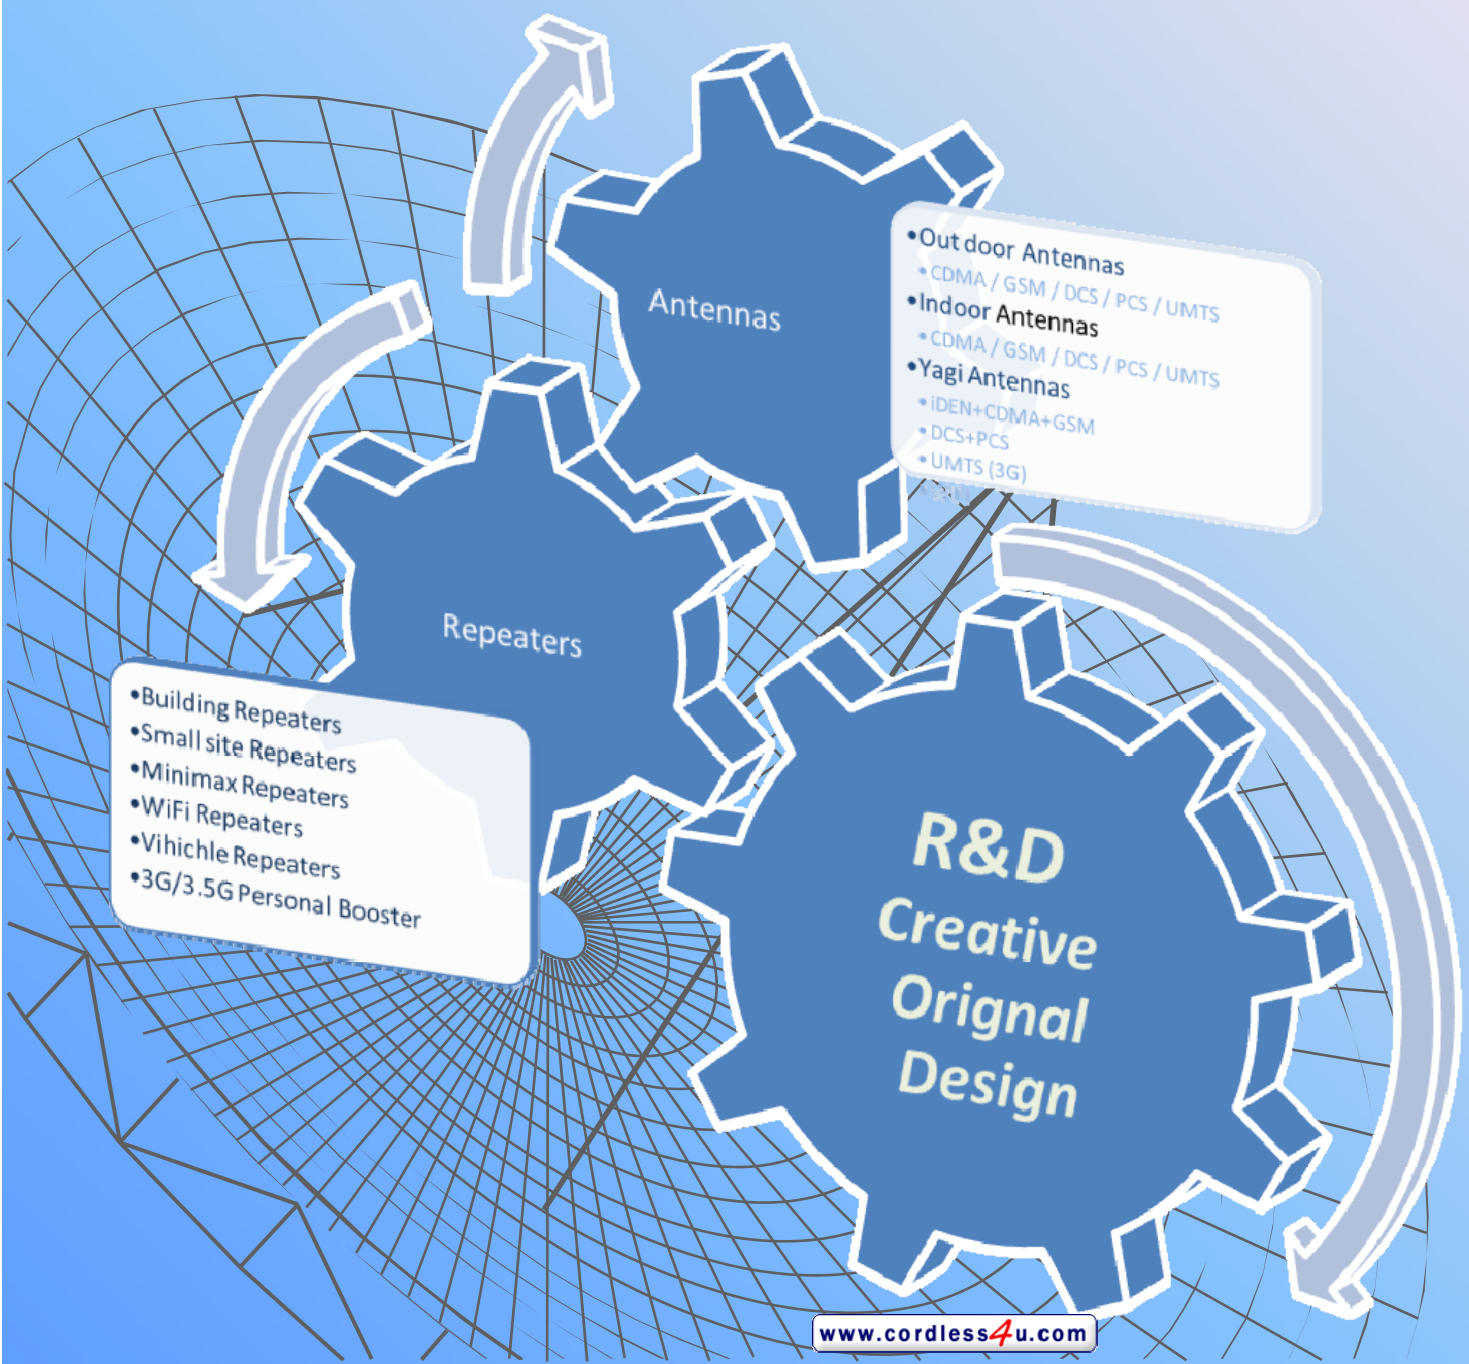 Antennas
•Outdoor Antennas
•CDMA / GSM / DCS / PCS / UMTS
•Indoor Antennas
•CDMA / GSM / DCS / PCS / UMTS
•Yagi Antennas
•iDEN+CDMA+GSM
•DCS+PCS
•UMTS (3G)
Repeaters
•Building Repeaters
•Small site Repeaters
•Minimax Repeaters
•WiFi Repeaters
•Vihichle Repeaters
•3G/3.5G Personal Booster
R&D
Creative
Orignal
Design
www.cordless4u.com